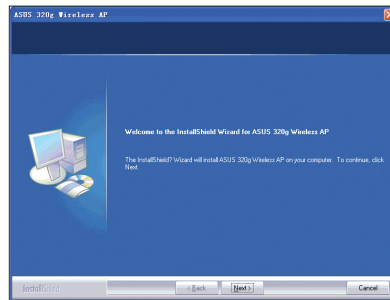 ASUS 320g Wireless AP
Welcome to the InstallShield Wizard for ASUS 320g Wireless AP
The InstallShield? Wizard will install ASUS 320g Wireless AP on your computer. To continue, click
Next.
InstallShield
< Back
Next >
Cancel